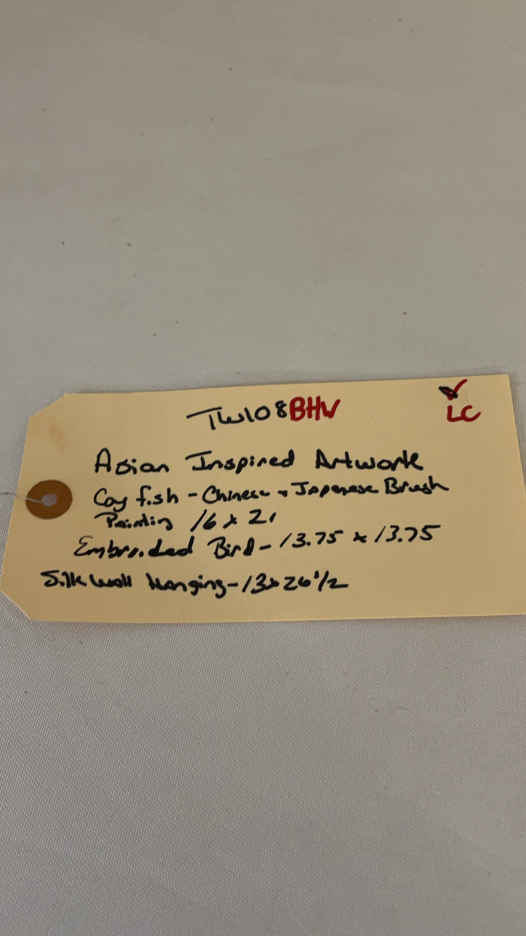 TW108BHV
LC
Asian Inspired Artwork
Coy fish - Chinese & Japanese Brush
Painting 16 x 21
Embroided Bird - 13.75 x 13.75
Silk wall Hanging - 13 x 26 1/2